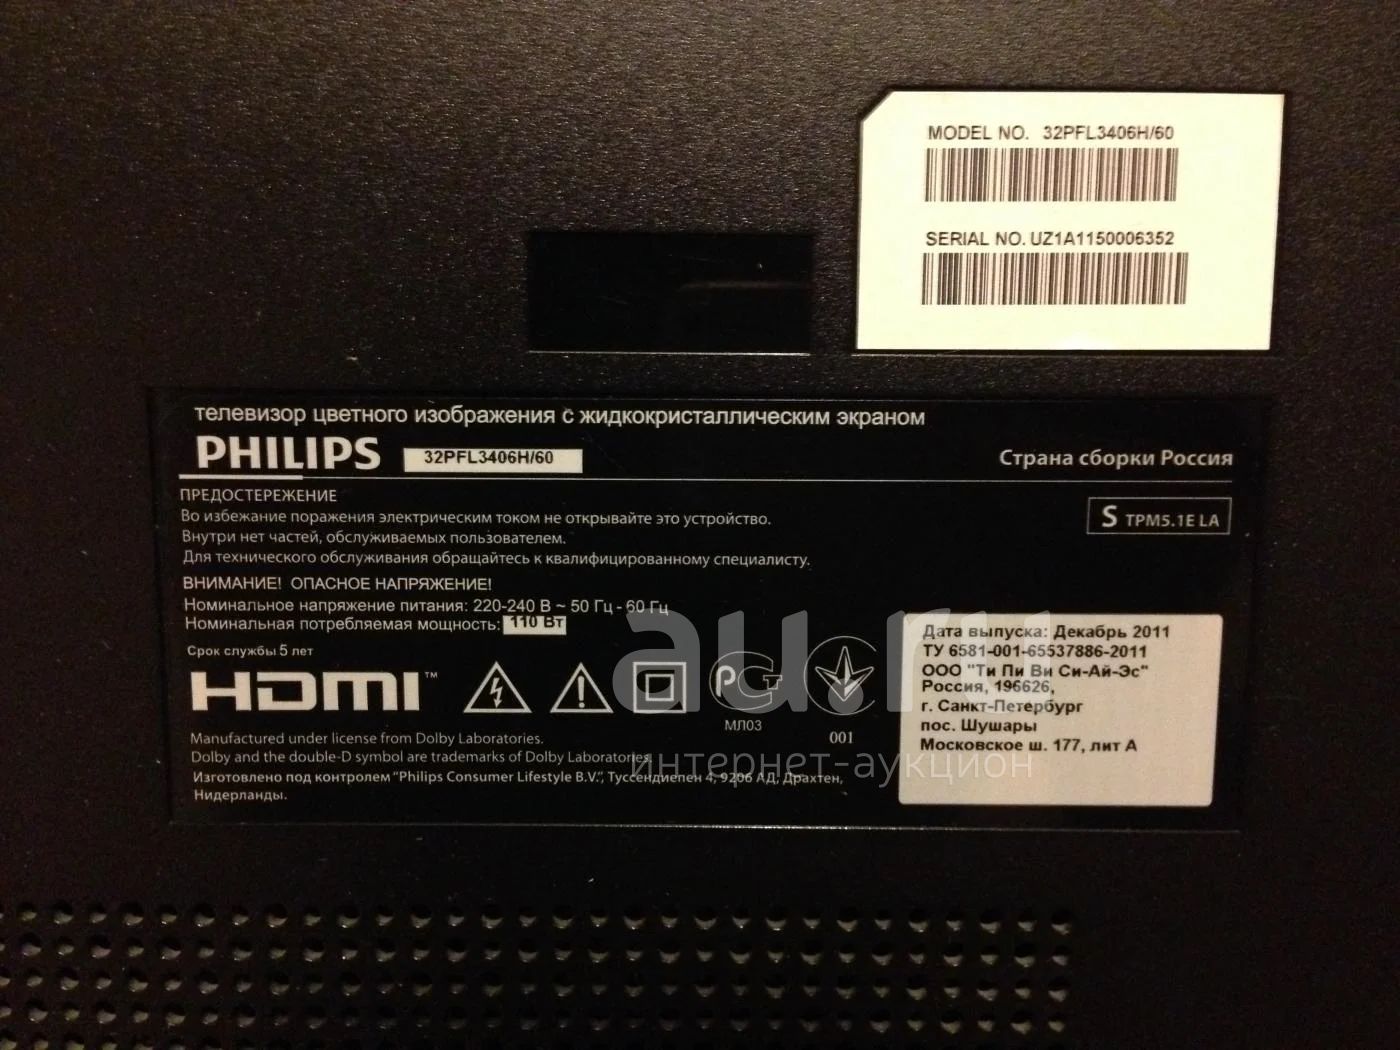 MODEL NO. 32PFL3406H/60
SERIAL NO. UZ1A1150006352
телевизор цветного изображения с жидкокристаллическим экраном
PHILIPS 32PFL3406H/60
Страна сборки Россия
ПРЕДОСТЕРЕЖЕНИЕ
Во избежание поражения электрическим током не открывайте это устройство.
Внутри нет частей, обслуживаемых пользователем.
Для технического обслуживания обращайтесь к квалифицированному специалисту.
S TPM5.1E LA
ВНИМАНИЕ! ОПАСНОЕ НАПРЯЖЕНИЕ!
Номинальное напряжение питания: 220-240 В ~ 50 Гц - 60 Гц
Номинальная потребляемая мощность: 110 Вт
Срок службы 5 лет
HDMI™
МЛ03
001
Manufactured under license from Dolby Laboratories.
Dolby and the double-D symbol are trademarks of Dolby Laboratories.
Изготовлено под контролем "Philips Consumer Lifestyle B.V.", Туссендиепен 4, 9206 АД, Драхтен,
Нидерланды.
Дата выпуска: Декабрь 2011
ТУ 6581-001-65537886-2011
ООО "Ти Пи Ви Си-Ай-Эс"
Россия, 196626,
г. Санкт-Петербург
пос. Шушары
Московское ш. 177, лит А
au.ru
интернет-аукцион